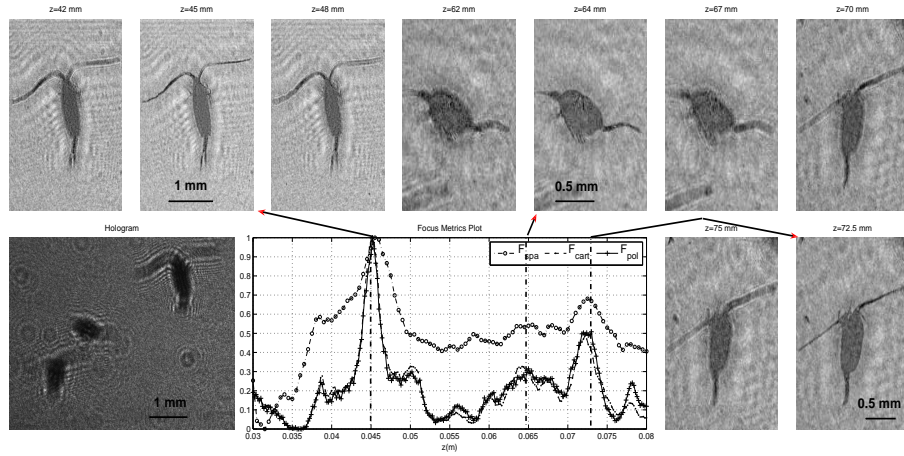 z=42 mm
z=45 mm
z=48 mm
z=62 mm
z=64 mm
z=67 mm
z=70 mm
1 mm
0.5 mm
Hologram
1 mm
Focus Metrics Plot
F spa
F cart
F pol
1
0.9
0.8
0.7
0.6
0.5
0.4
0.3
0.2
0.1
0
0.03
0.035
0.04
0.045
0.05
0.055
0.06
0.065
0.07
0.075
0.08
z(m)
z=75 mm
z=72.5 mm
0.5 mm